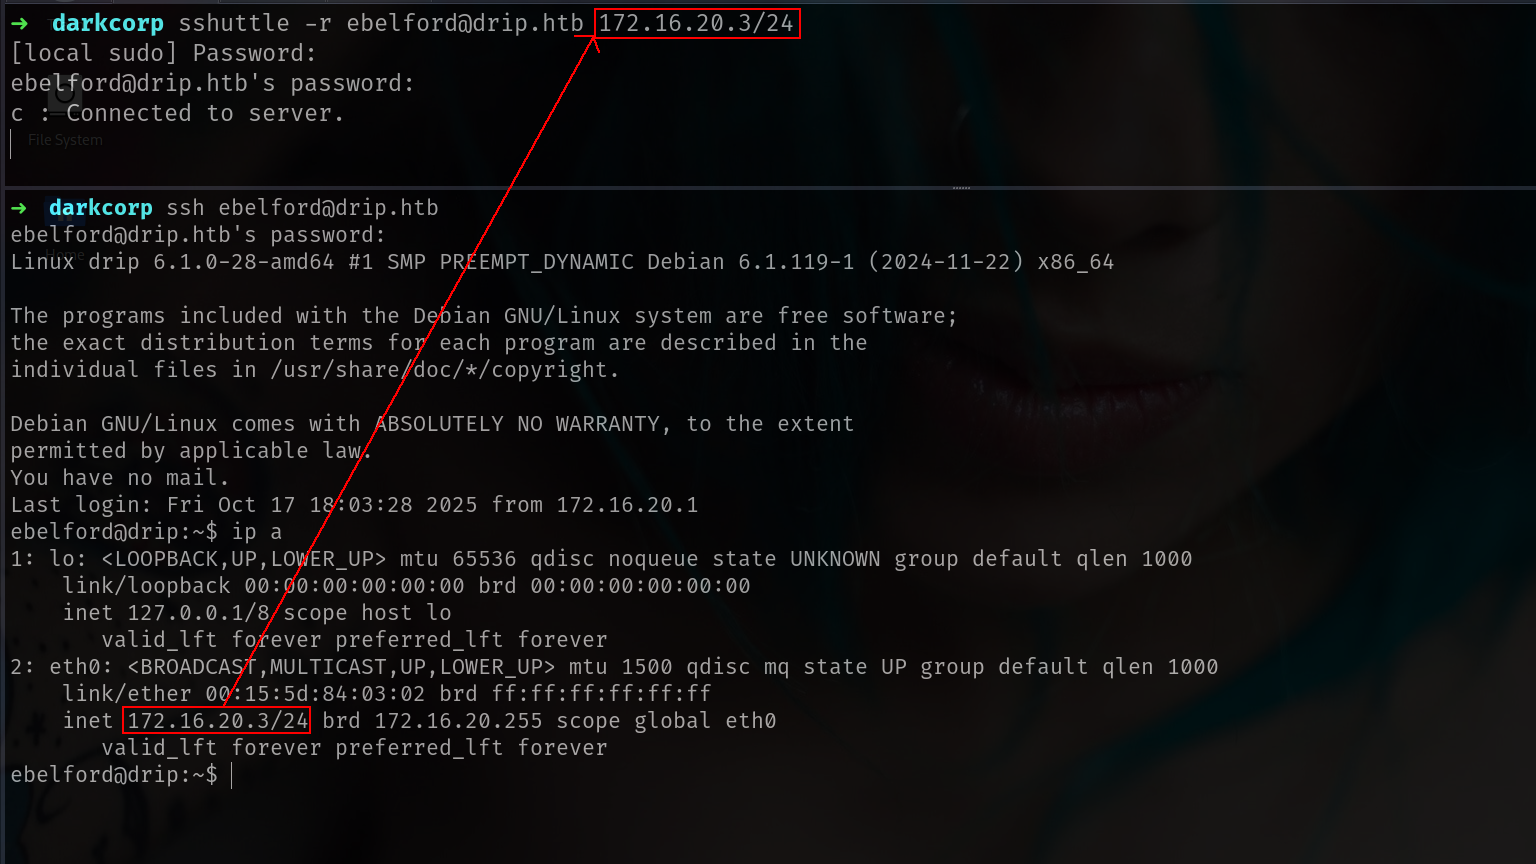 ➜ darkcorp sshuttle -r ebelford@drip.htb 172.16.20.3/24
[local sudo] Password:
ebelford@drip.htb's password:
c : Connected to server.
File System
➜ darkcorp ssh ebelford@drip.htb
ebelford@drip.htb's password:
Home
Linux drip 6.1.0-28-amd64 #1 SMP PREEMPT_DYNAMIC Debian 6.1.119-1 (2024-11-22) x86_64
The programs included with the Debian GNU/Linux system are free software;
the exact distribution terms for each program are described in the
individual files in /usr/share/doc/*/copyright.
Debian GNU/Linux comes with ABSOLUTELY NO WARRANTY, to the extent
permitted by applicable law.
You have no mail.
Last login: Fri Oct 17 18:03:28 2025 from 172.16.20.1
ebelford@drip:~$ ip a
1: lo: <LOOPBACK,UP,LOWER_UP> mtu 65536 qdisc noqueue state UNKNOWN group default qlen 1000
link/loopback 00:00:00:00:00:00 brd 00:00:00:00:00:00
inet 127.0.0.1/8 scope host lo
valid_lft forever preferred_lft forever
2: eth0: <BROADCAST,MULTICAST,UP,LOWER_UP> mtu 1500 qdisc mq state UP group default qlen 1000
link/ether 00:15:5d:84:03:02 brd ff:ff:ff:ff:ff:ff
inet 172.16.20.3/24 brd 172.16.20.255 scope global eth0
valid_lft forever preferred_lft forever
ebelford@drip:~$